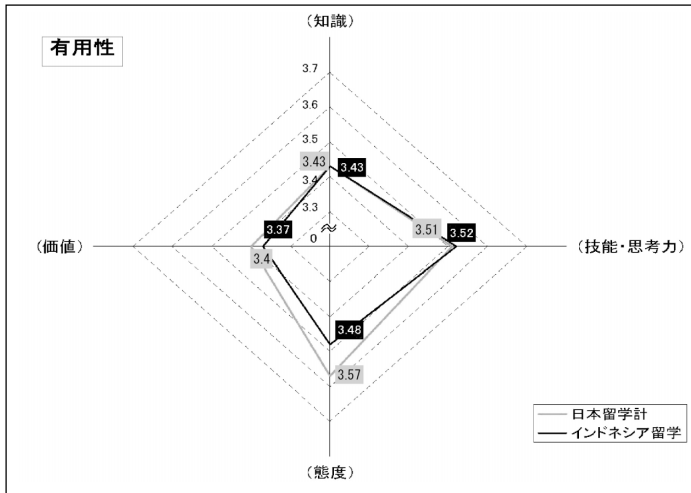 (知識)
有用性
3.7
3.6
3.5
3.43
3.43
3.4
3.3
3.37
3.51
3.52
0
(価値)
(技能・思考力)
3.4
3.48
3.57
日本留学計
インドネシア留学
(態度)